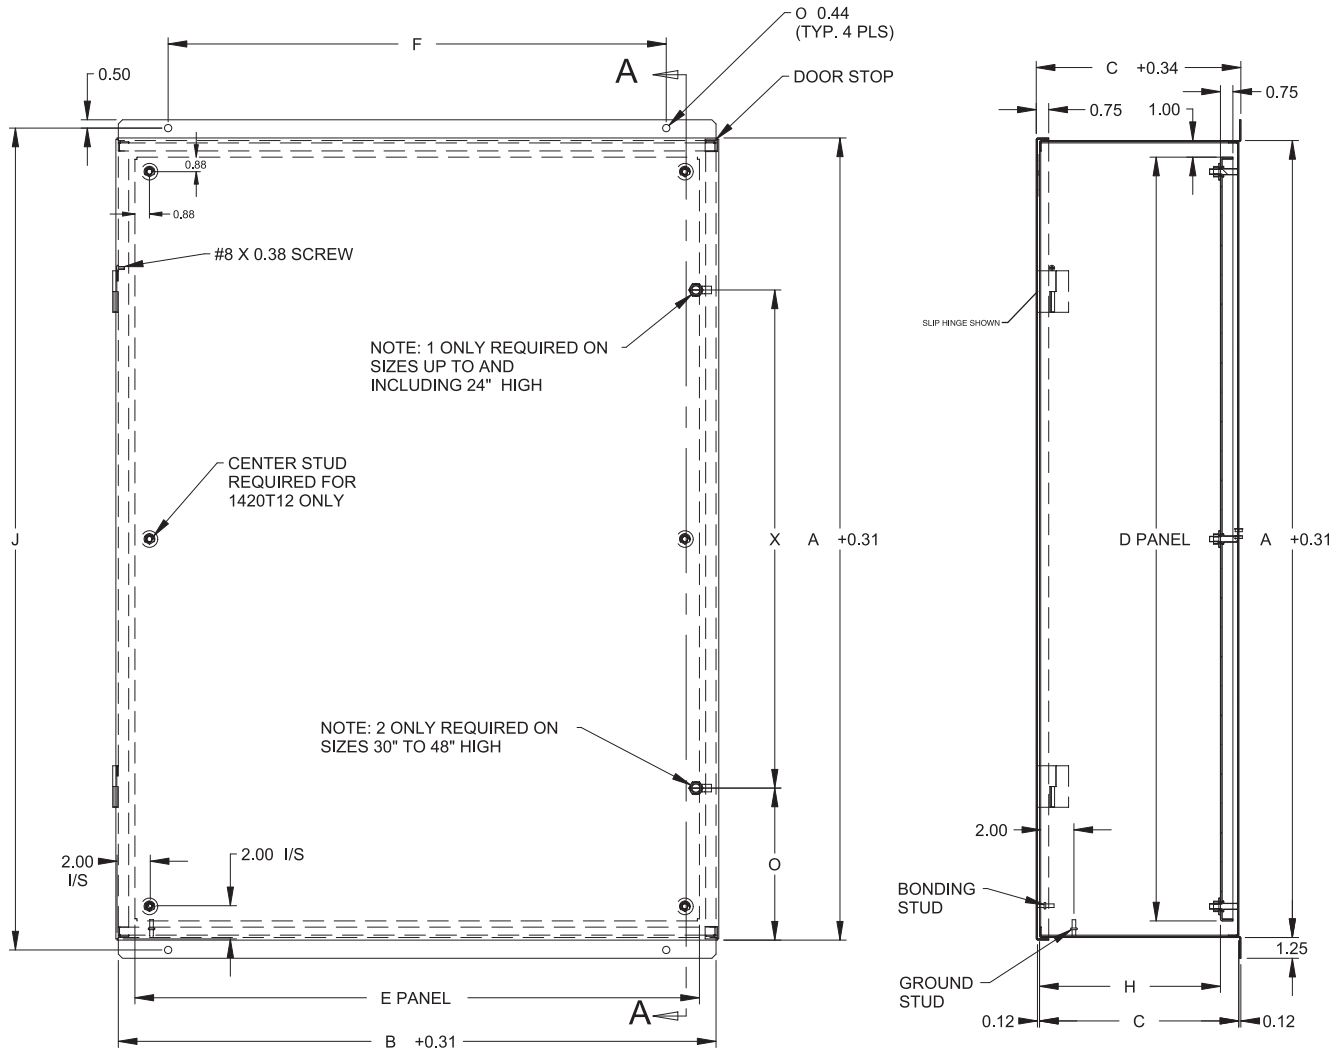 O 0.44
(TYP. 4 PLS)
F
A
C +0.34
0.50
DOOR STOP
0.75
1.00
0.75
0.88
0.88
#8 X 0.38 SCREW
SLIP HINGE SHOWN
NOTE: 1 ONLY REQUIRED ON
SIZES UP TO AND
INCLUDING 24" HIGH
CENTER STUD
REQUIRED FOR
1420T12 ONLY
J
X
A +0.31
D PANEL
A +0.31
NOTE: 2 ONLY REQUIRED ON
SIZES 30" TO 48" HIGH
2.00
I/S
2.00 I/S
O
2.00
BONDING
STUD
1.25
GROUND
STUD
E PANEL
H
A
B +0.31
0.12
C
0.12